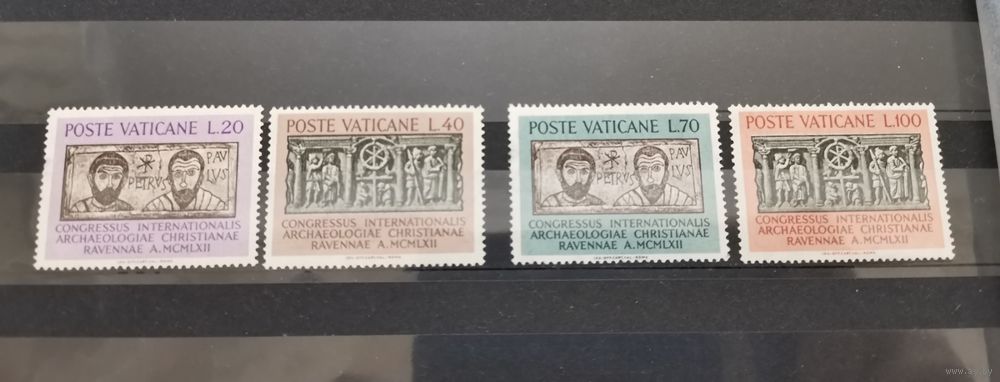 POSTE VATICANE L.20
PETRVS
PAV
LVS
CONGRESSUS INTERNATIONALIS
ARCHAEOLOGIAE CHRISTIANAE
RAVENNAE A.MCMLXII
POSTE VATICANE L.40
CONGRESSUS INTERNATIONALIS
ARCHAEOLOGIAE CHRISTIANAE
RAVENNAE A.MCMLXII
POSTE VATICANE L.70
PETRVS
PAV
LVS
CONGRESSUS INTERNATIONALIS
ARCHAEOLOGIAE CHRISTIANAE
RAVENNAE A.MCMLXII
POSTE VATICANE L.100
CONGRESSUS INTERNATIONALIS
ARCHAEOLOGIAE CHRISTIANAE
RAVENNAE A.MCMLXII